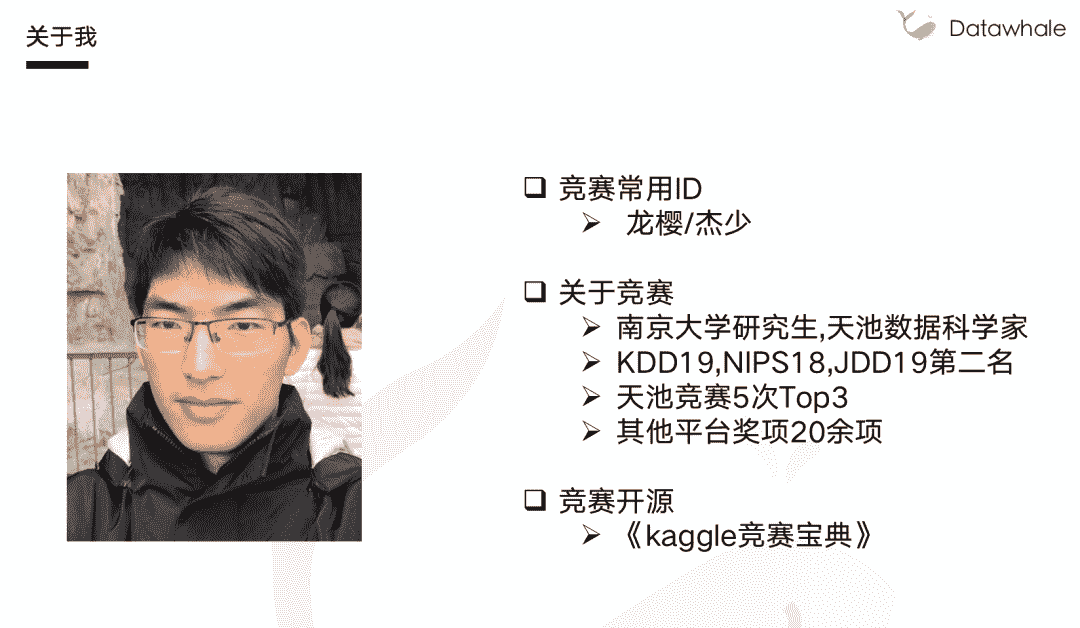 关于我
Datawhale
❑ 竞赛常用ID
➢ 龙樱/杰少
❑ 关于竞赛
➢ 南京大学研究生,天池数据科学家
➢ KDD19,NIPS18,JDD19第二名
➢ 天池竞赛5次Top3
➢ 其他平台奖项20余项
❑ 竞赛开源
➢ 《kaggle竞赛宝典》